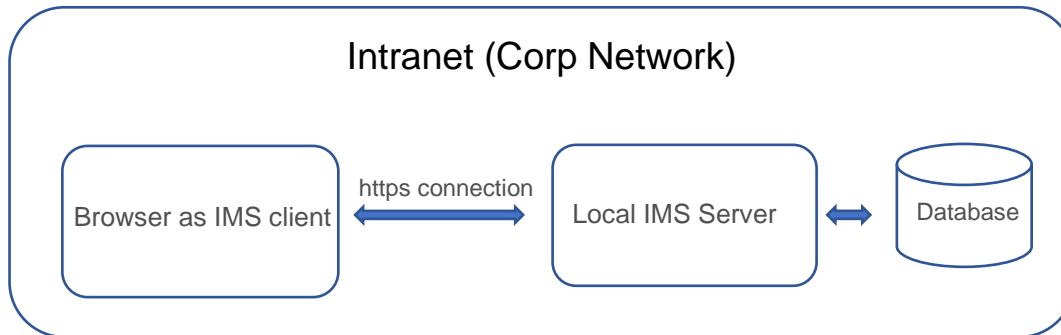 Intranet (Corp Network)
https connection
Browser as IMS client
Local IMS Server
Database